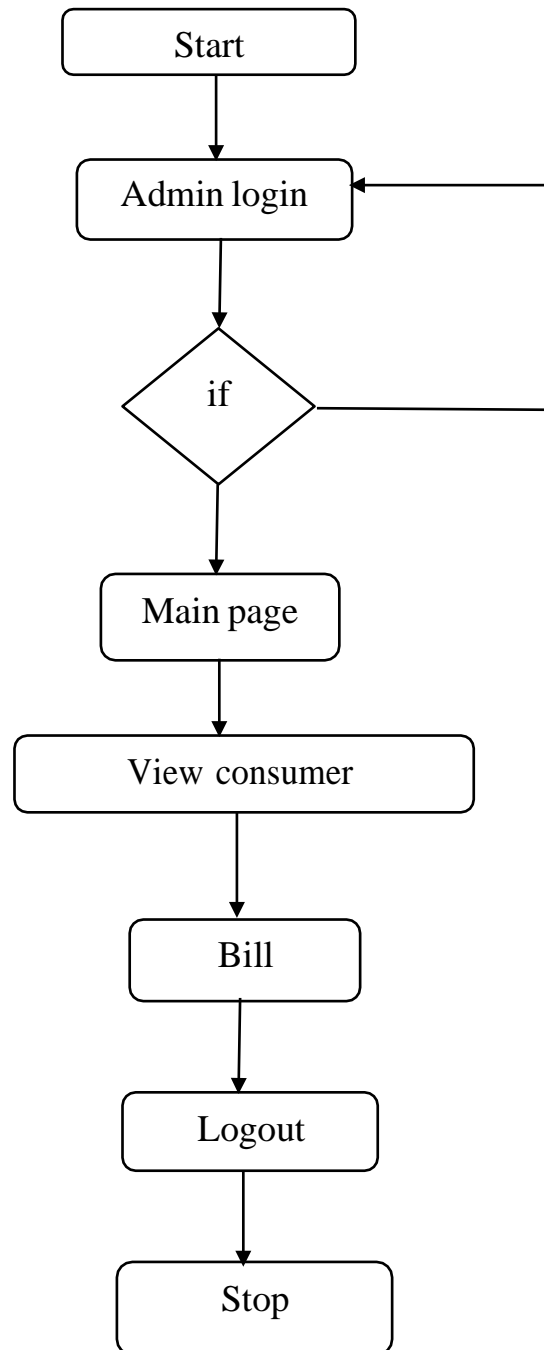 Start
Admin login
if
Main page
View consumer
Bill
Logout
Stop